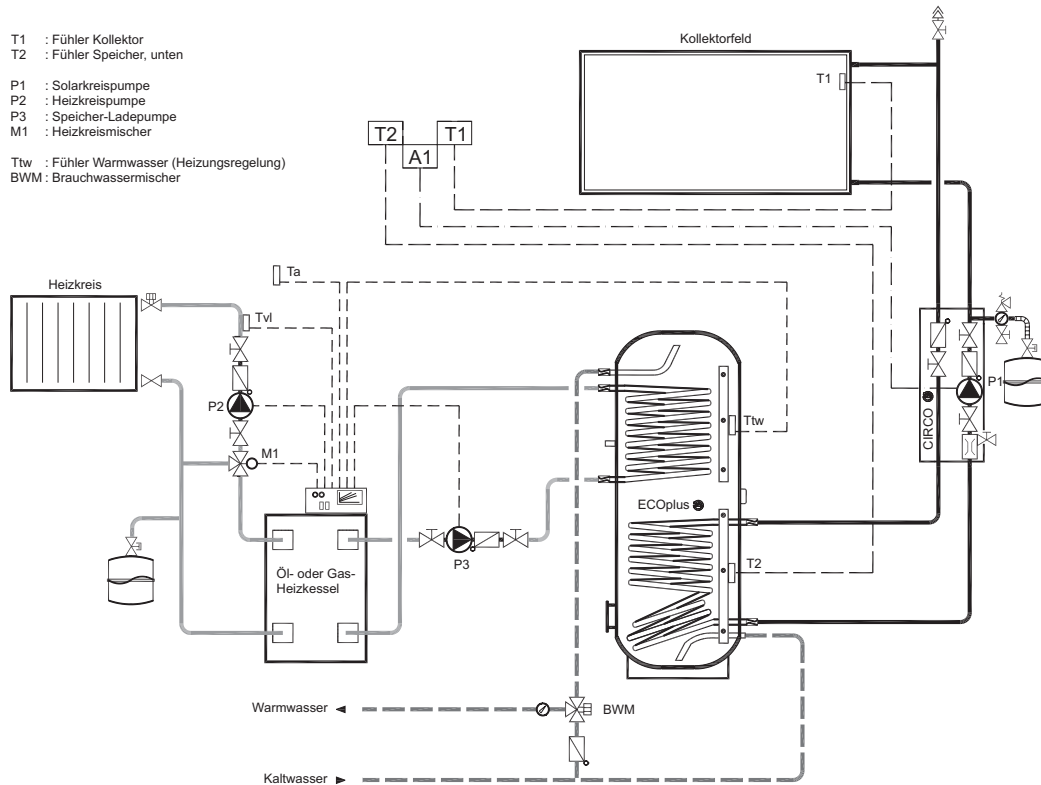 T1 : Fühler Kollektor
T2 : Fühler Speicher, unten
P1 : Solarkreispumpe
P2 : Heizkreispumpe
P3 : Speicher-Ladepumpe
M1 : Heizkreismischer
Ttw : Fühler Warmwasser (Heizungsregelung)
BWM : Brauchwassermischer
Kollektorfeld
T1
T2 T1
A1
Ta
Heizkreis
Tvl
P2
M1
P1
CIRCO
Ttw
ECOplus
P3
T2
Öl- oder Gas-
Heizkessel
Warmwasser
BWM
Kaltwasser